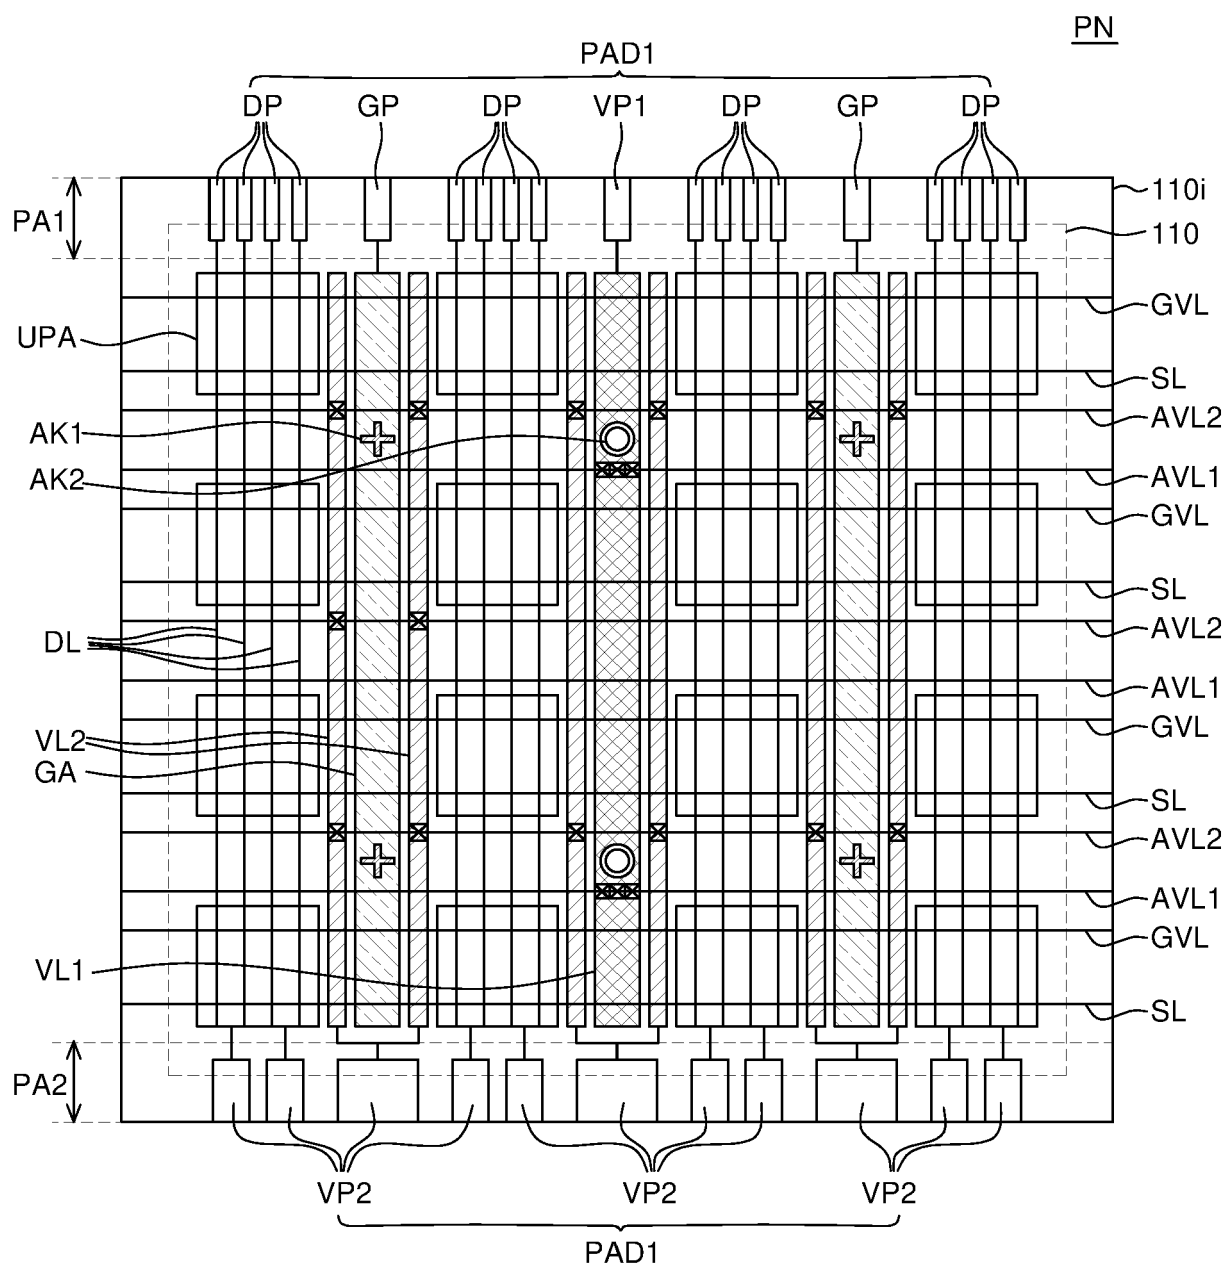 PN
PAD1
DP GP DP VP1 DP GP DP
110i
PA1
110
GVL
UPA
SL
AVL2
AK1
AVL1
AK2
GVL
SL
AVL2
DL
AVL1
GVL
VL2
GA
SL
AVL2
AVL1
GVL
VL1
SL
PA2
VP2 VP2 VP2
PAD1